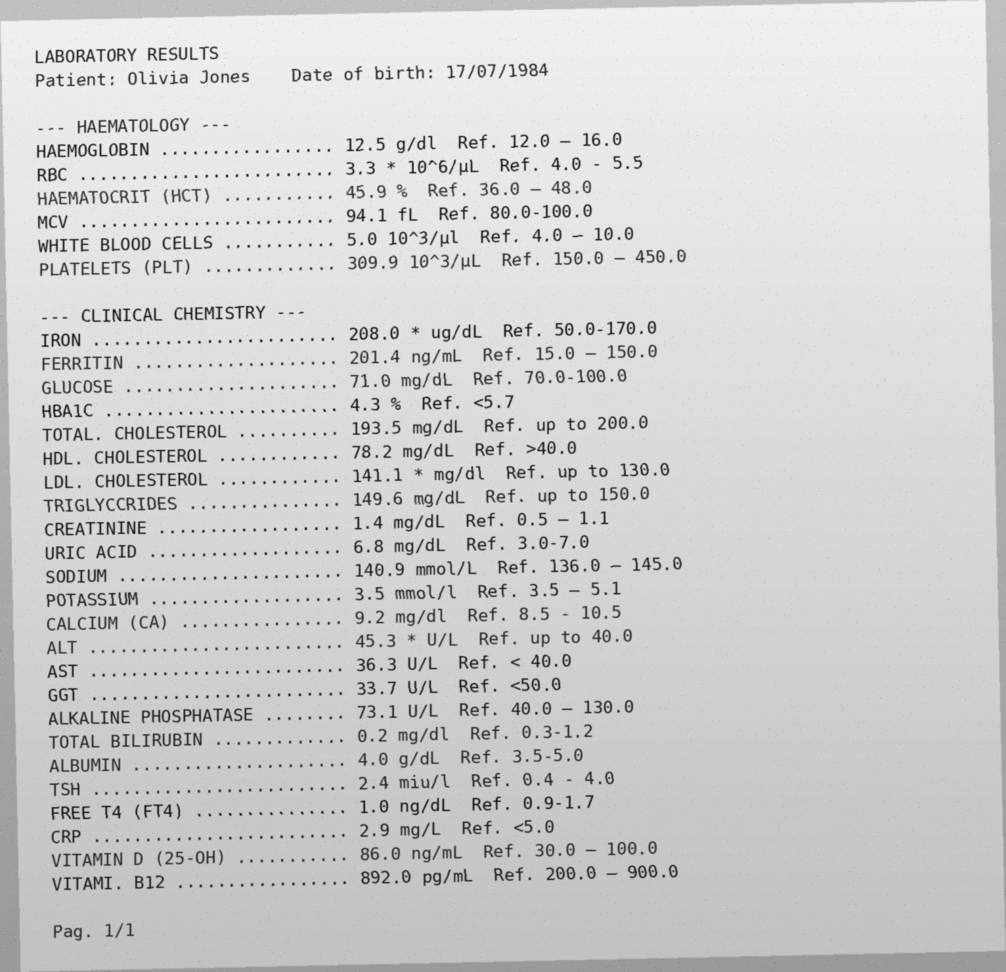 LABORATORY RESULTS
Patient: Olivia Jones    Date of birth: 17/07/1984
--- HAEMATOLOGY ---
HAEMOGLOBIN ................. 12.5 g/dl  Ref. 12.0 – 16.0
RBC ......................... 3.3 * 10^6/µL  Ref. 4.0 - 5.5
HAEMATOCRIT (HCT) ........... 45.9 %  Ref. 36.0 – 48.0
MCV ......................... 94.1 fL  Ref. 80.0-100.0
WHITE BLOOD CELLS ........... 5.0 10^3/µl  Ref. 4.0 – 10.0
PLATELETS (PLT) ............. 309.9 10^3/µL  Ref. 150.0 – 450.0
--- CLINICAL CHEMISTRY ---
IRON ........................ 208.0 * ug/dL  Ref. 50.0-170.0
FERRITIN .................... 201.4 ng/mL  Ref. 15.0 – 150.0
GLUCOSE ..................... 71.0 mg/dL  Ref. 70.0-100.0
HBA1C ....................... 4.3 %  Ref. <5.7
TOTAL. CHOLESTEROL .......... 193.5 mg/dL  Ref. up to 200.0
HDL. CHOLESTEROL ............ 78.2 mg/dL  Ref. >40.0
LDL. CHOLESTEROL ............ 141.1 * mg/dl  Ref. up to 130.0
TRIGLYCCRIDES ............... 149.6 mg/dL  Ref. up to 150.0
CREATININE .................. 1.4 mg/dL  Ref. 0.5 – 1.1
URIC ACID ................... 6.8 mg/dL  Ref. 3.0-7.0
SODIUM ...................... 140.9 mmol/L  Ref. 136.0 – 145.0
POTASSIUM ................... 3.5 mmol/l  Ref. 3.5 – 5.1
CALCIUM (CA) ................ 9.2 mg/dl  Ref. 8.5 - 10.5
ALT ......................... 45.3 * U/L  Ref. up to 40.0
AST ......................... 36.3 U/L  Ref. < 40.0
GGT ......................... 33.7 U/L  Ref. <50.0
ALKALINE PHOSPHATASE ........ 73.1 U/L  Ref. 40.0 – 130.0
TOTAL BILIRUBIN ............. 0.2 mg/dl  Ref. 0.3-1.2
ALBUMIN ..................... 4.0 g/dL  Ref. 3.5-5.0
TSH ......................... 2.4 miu/l  Ref. 0.4 - 4.0
FREE T4 (FT4) ............... 1.0 ng/dL  Ref. 0.9-1.7
CRP ......................... 2.9 mg/L  Ref. <5.0
VITAMIN D (25-OH) ........... 86.0 ng/mL  Ref. 30.0 – 100.0
VITAMI. B12 ................. 892.0 pg/mL  Ref. 200.0 – 900.0
Pag. 1/1